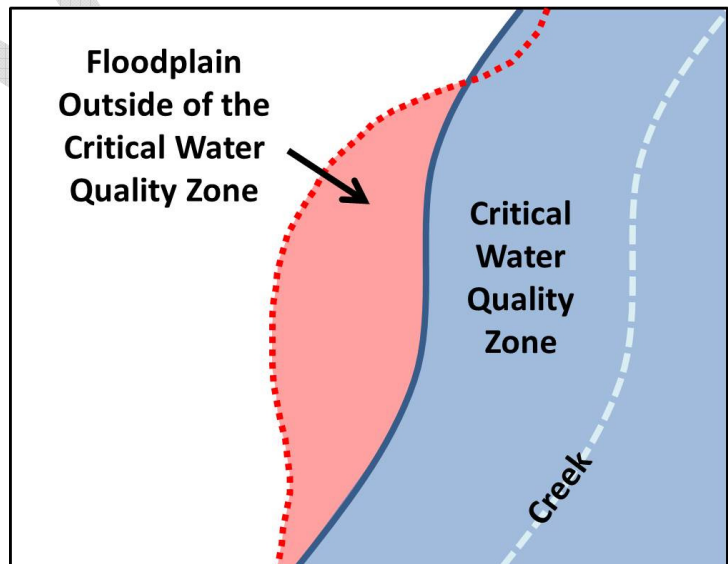 Floodplain
Outside of the
Critical Water
Quality Zone
Critical
Water
Quality
Zone
Creek